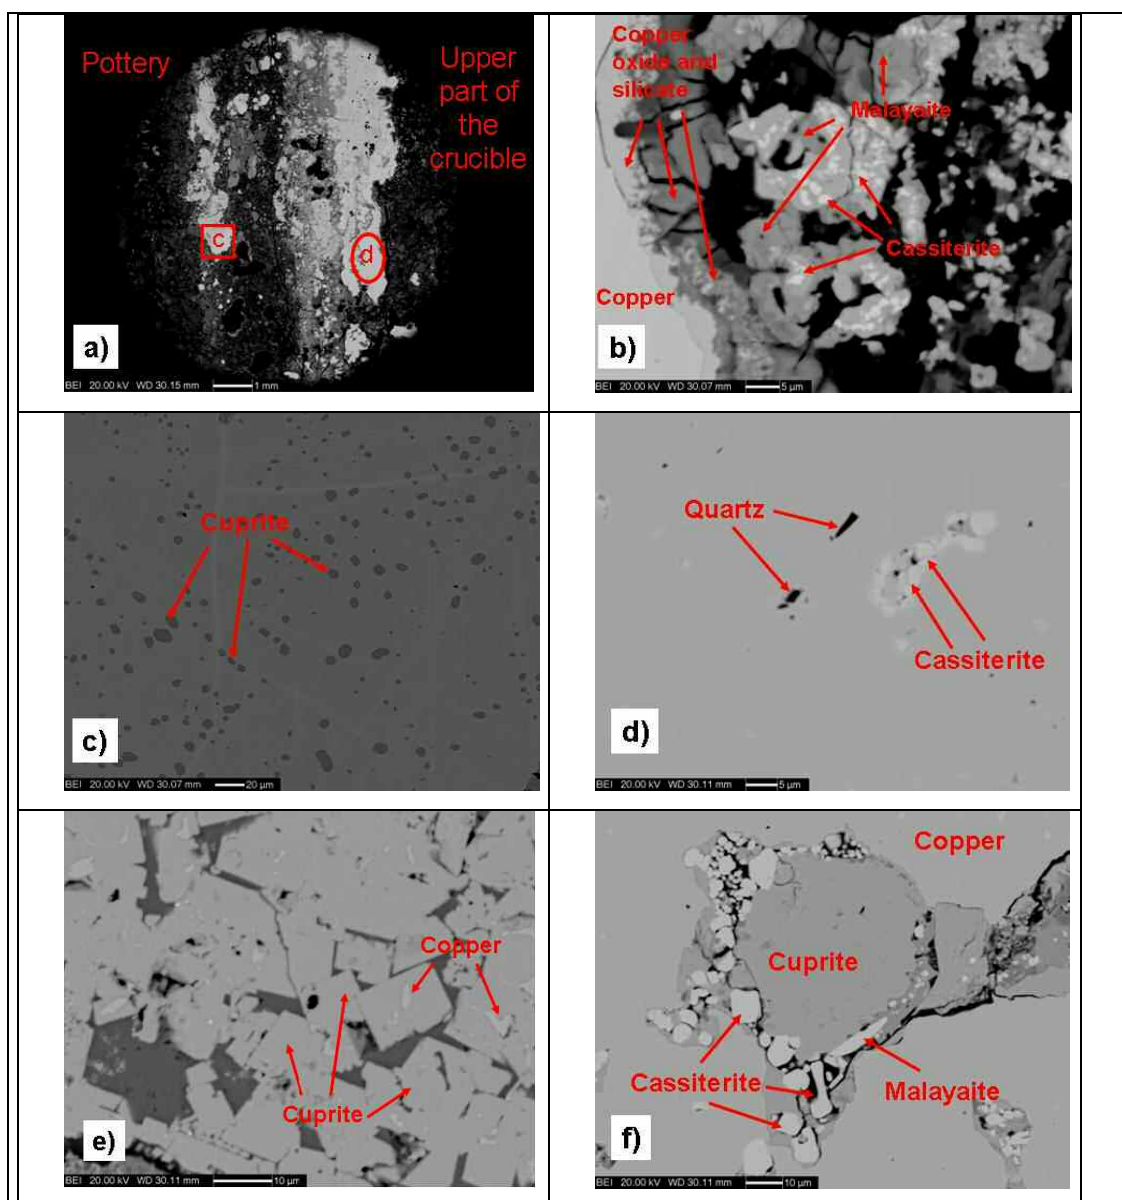 Pottery
Upper
part of
the
crucible
c
d
a)
BEI 20.00 kV WD 30.15 mm 1 mm
Copper
oxide and
silicate
Malayaite
Cassiterite
Copper
b)
BEI 20.00 kV WD 30.07 mm 5 µm
Cuprite
c)
BEI 20.00 kV WD 30.07 mm 20 µm
Quartz
Cassiterite
d)
BEI 20.00 kV WD 30.11 mm 5 µm
Copper
Cuprite
e)
BEI 20.00 kV WD 30.11 mm 10 µm
Copper
Cuprite
Cassiterite
Malayaite
f)
BEI 20.00 kV WD 30.11 mm 10 µm